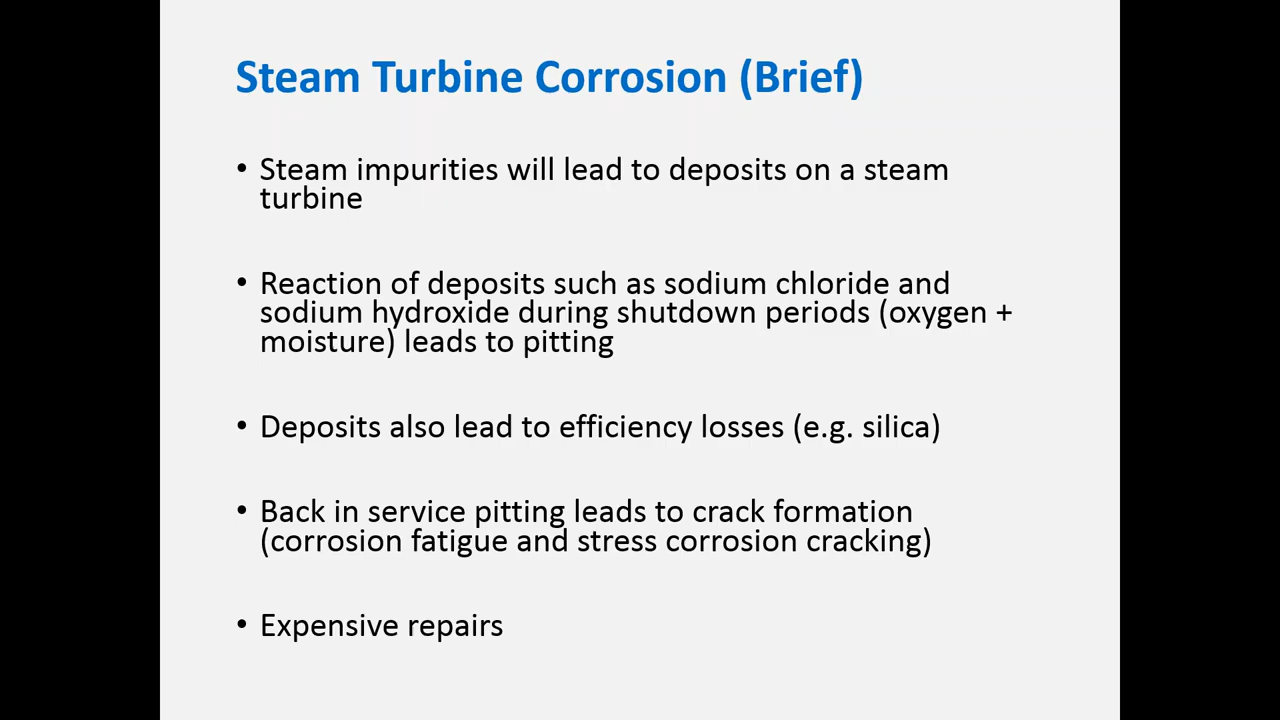 Steam Turbine Corrosion (Brief)
• Steam impurities will lead to deposits on a steam
turbine
• Reaction of deposits such as sodium chloride and
sodium hydroxide during shutdown periods (oxygen +
moisture) leads to pitting
• Deposits also lead to efficiency losses (e.g. silica)
• Back in service pitting leads to crack formation
(corrosion fatigue and stress corrosion cracking)
• Expensive repairs